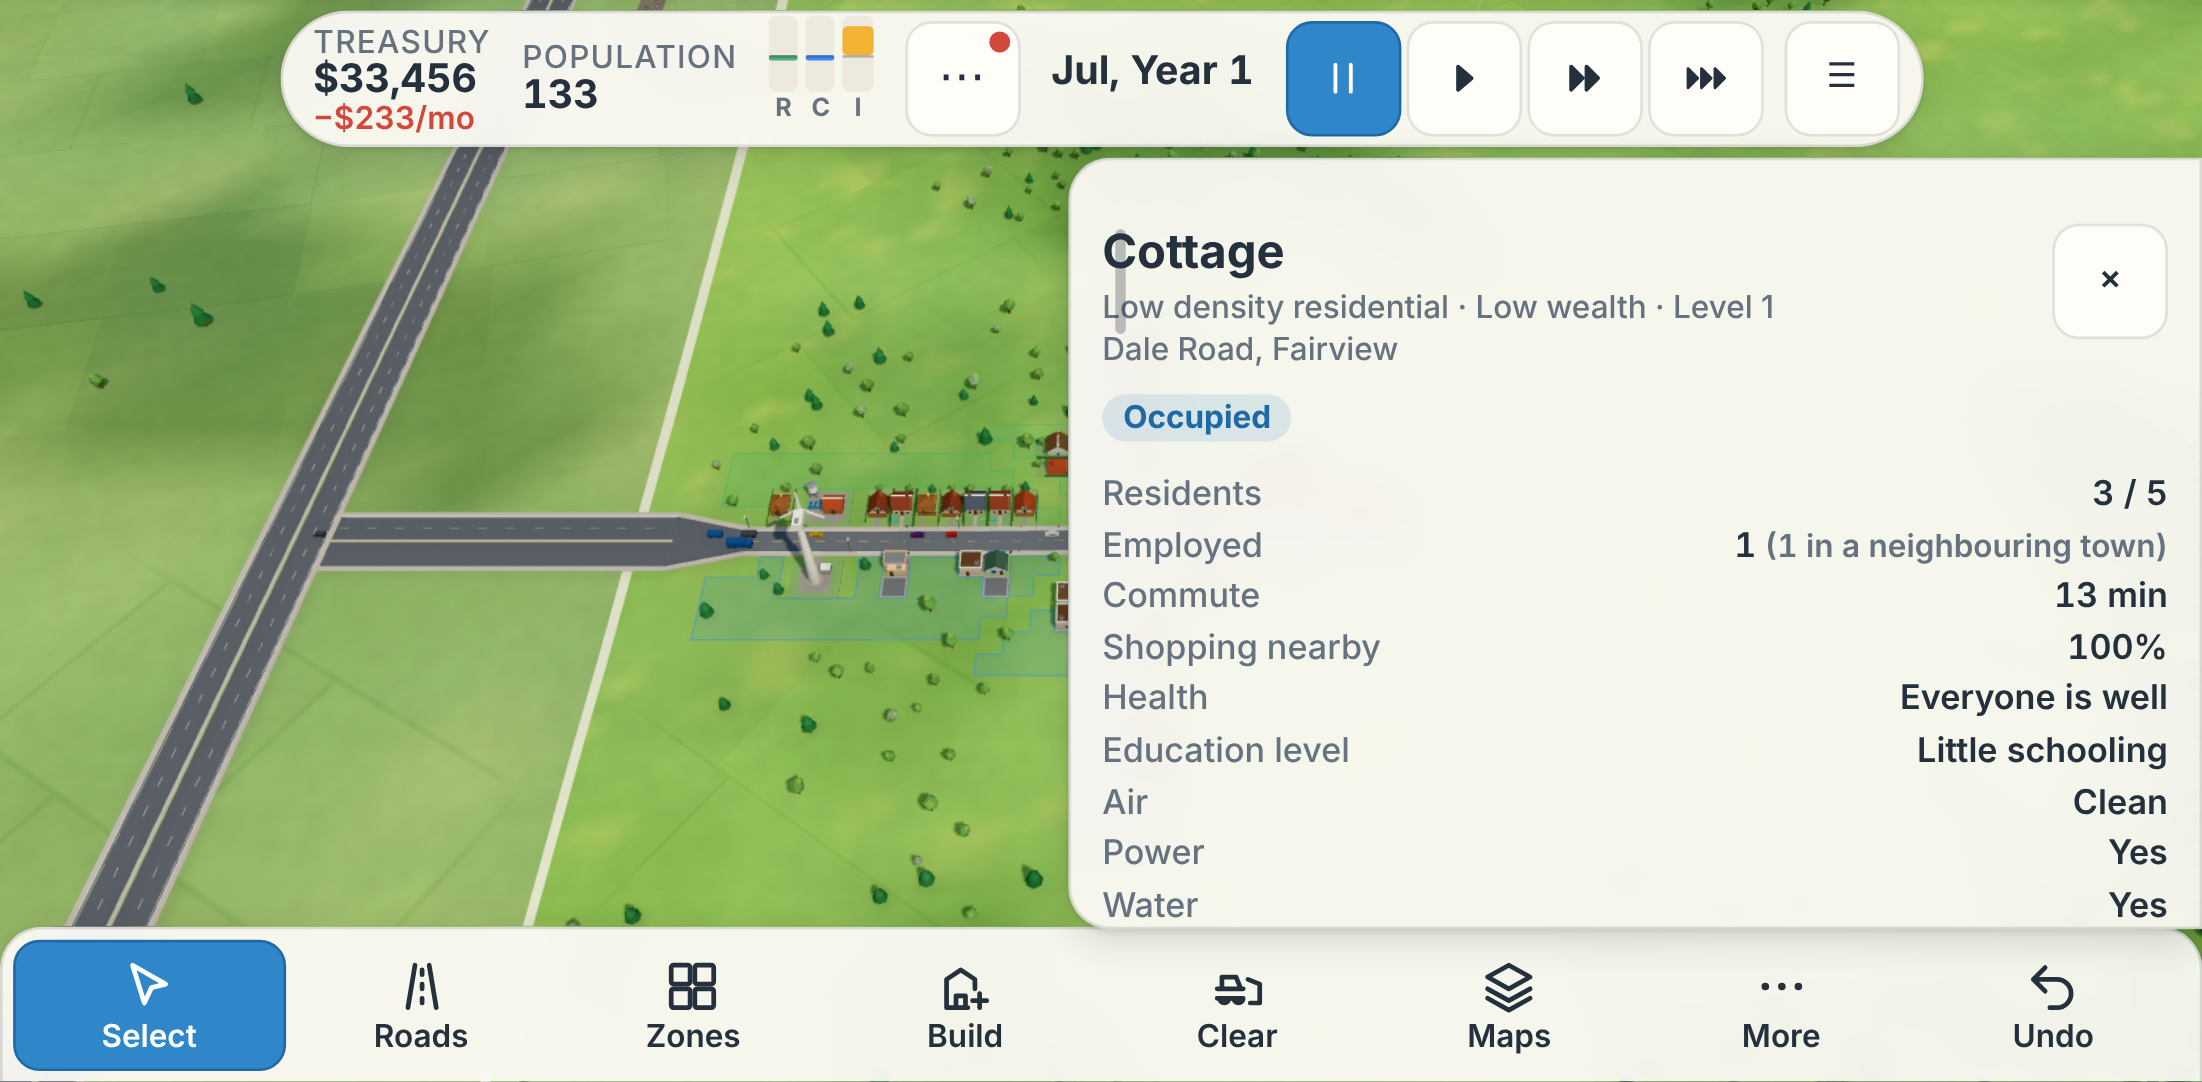 TREASURY
$33,456
−$233/mo
POPULATION
133
R C I
...
Jul, Year 1
Cottage
×
Low density residential · Low wealth · Level 1
Dale Road, Fairview
Occupied
Residents 3 / 5
Employed 1 (1 in a neighbouring town)
Commute 13 min
Shopping nearby 100%
Health Everyone is well
Education level Little schooling
Air Clean
Power Yes
Water Yes
Select Roads Zones Build Clear Maps More Undo